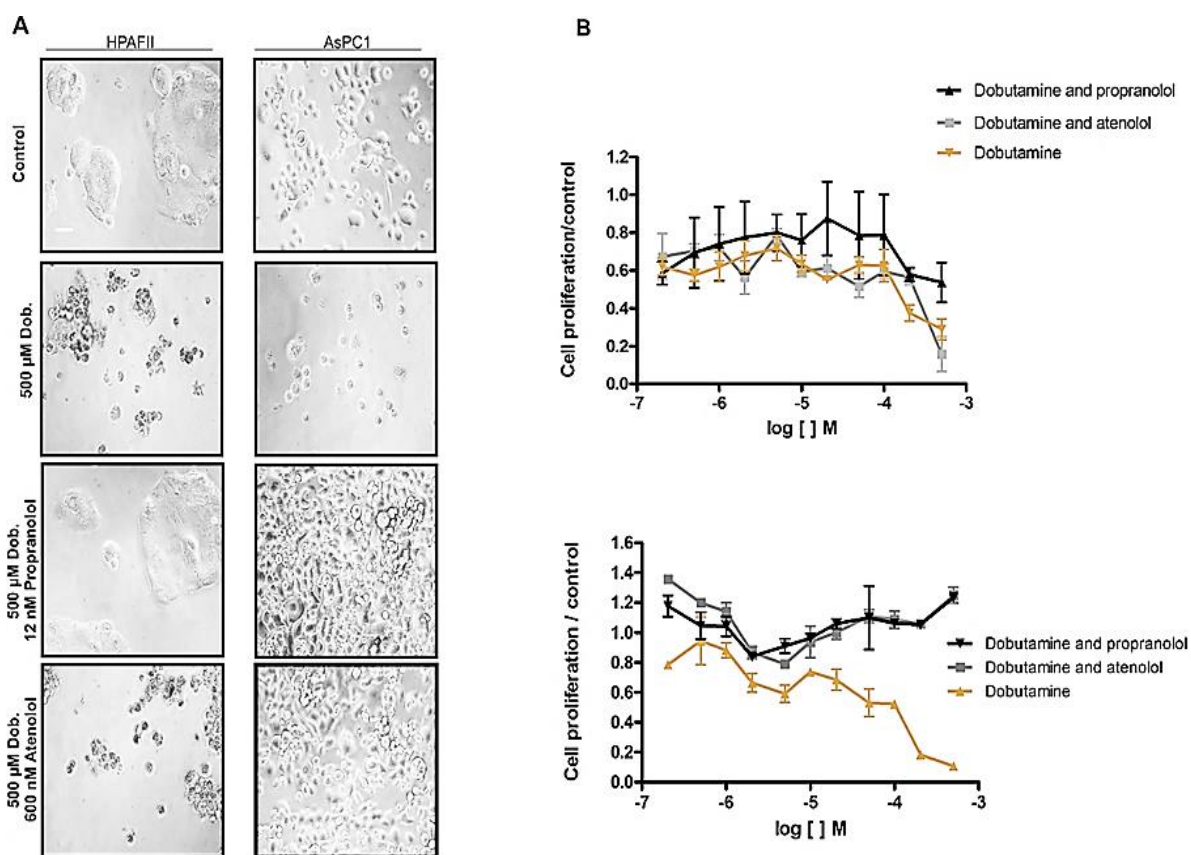 A
HPAFII
AsPC1
Control
500 µM Dob.
500 µM Dob.
12 nM Propranolol
500 µM Dob.
600 nM Atenolol
B
Dobutamine and propranolol
Dobutamine and atenolol
Dobutamine
Cell proliferation/control
1.2
1.0
0.8
0.6
0.4
0.2
0.0
-7
-6
-5
-4
-3
log [ ] M
Cell proliferation / control
1.6
1.4
1.2
1.0
0.8
0.6
0.4
0.2
0.0
-7
-6
-5
-4
-3
log [ ] M
Dobutamine and propranolol
Dobutamine and atenolol
Dobutamine